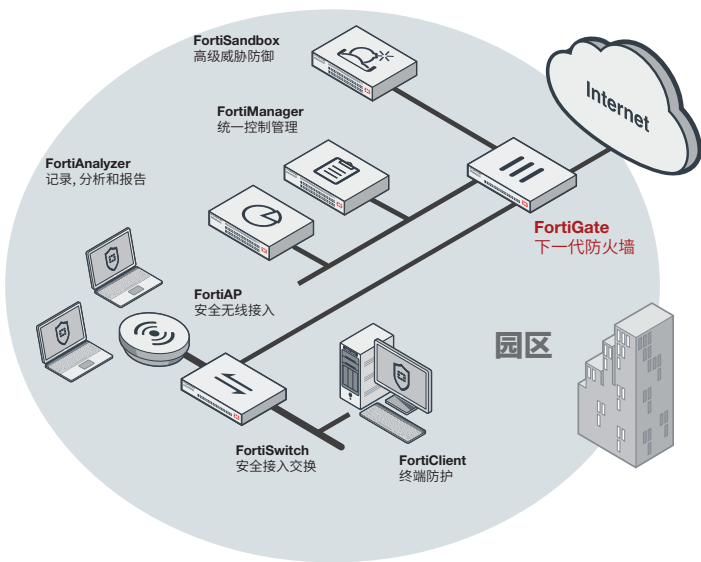 FortiSandbox
高级威胁防御
Internet
FortiManager
统一控制管理
FortiAnalyzer
记录, 分析和报告
FortiGate
下一代防火墙
FortiAP
安全无线接入
园区
FortiSwitch
安全接入交换
FortiClient
终端防护